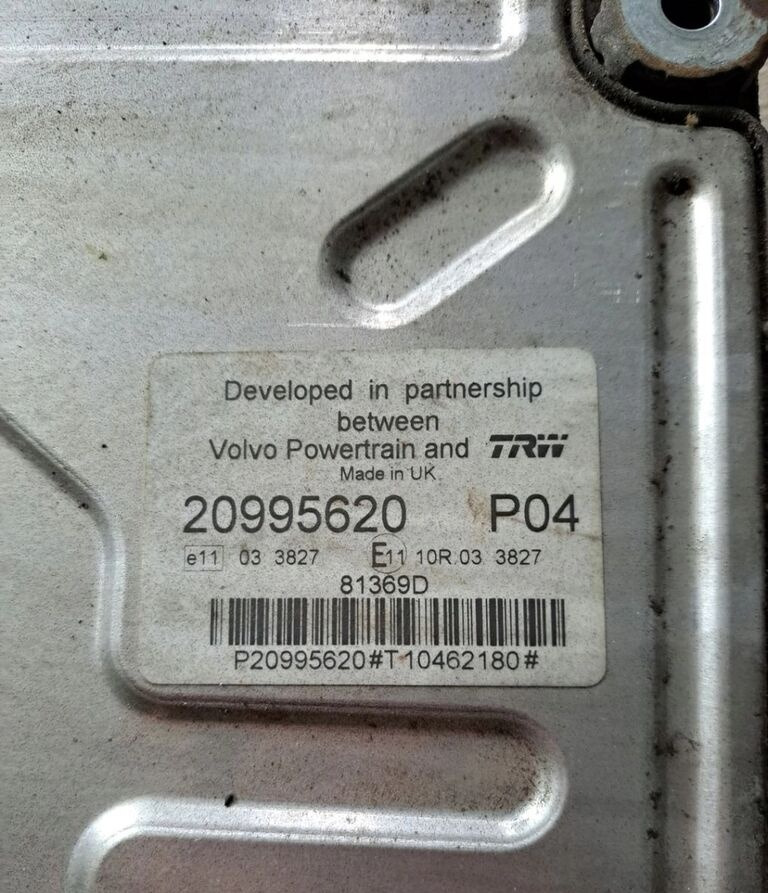 Developed in partnership
between
Volvo Powertrain and TRW
Made in UK
20995620 P04
e11 03 3827 E11 10R.03 3827
81369D
P20995620#T10462180#